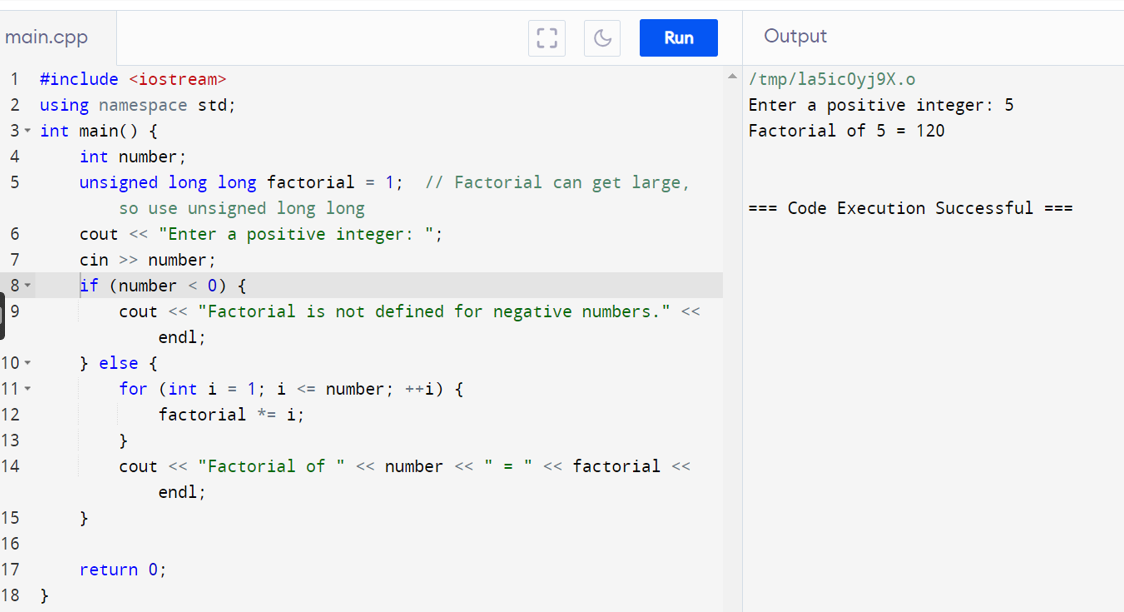 main.cpp
Run
Output
1 #include <iostream>
2 using namespace std;
3 int main() {
4     int number;
5     unsigned long long factorial = 1;  // Factorial can get large,
        so use unsigned long long
6     cout << "Enter a positive integer: ";
7     cin >> number;
8     if (number < 0) {
9         cout << "Factorial is not defined for negative numbers." <<
            endl;
10     } else {
11         for (int i = 1; i <= number; ++i) {
12             factorial *= i;
13         }
14         cout << "Factorial of " << number << " = " << factorial <<
            endl;
15     }
16
17     return 0;
18 }
/tmp/la5icOyj9X.o
Enter a positive integer: 5
Factorial of 5 = 120
=== Code Execution Successful ===